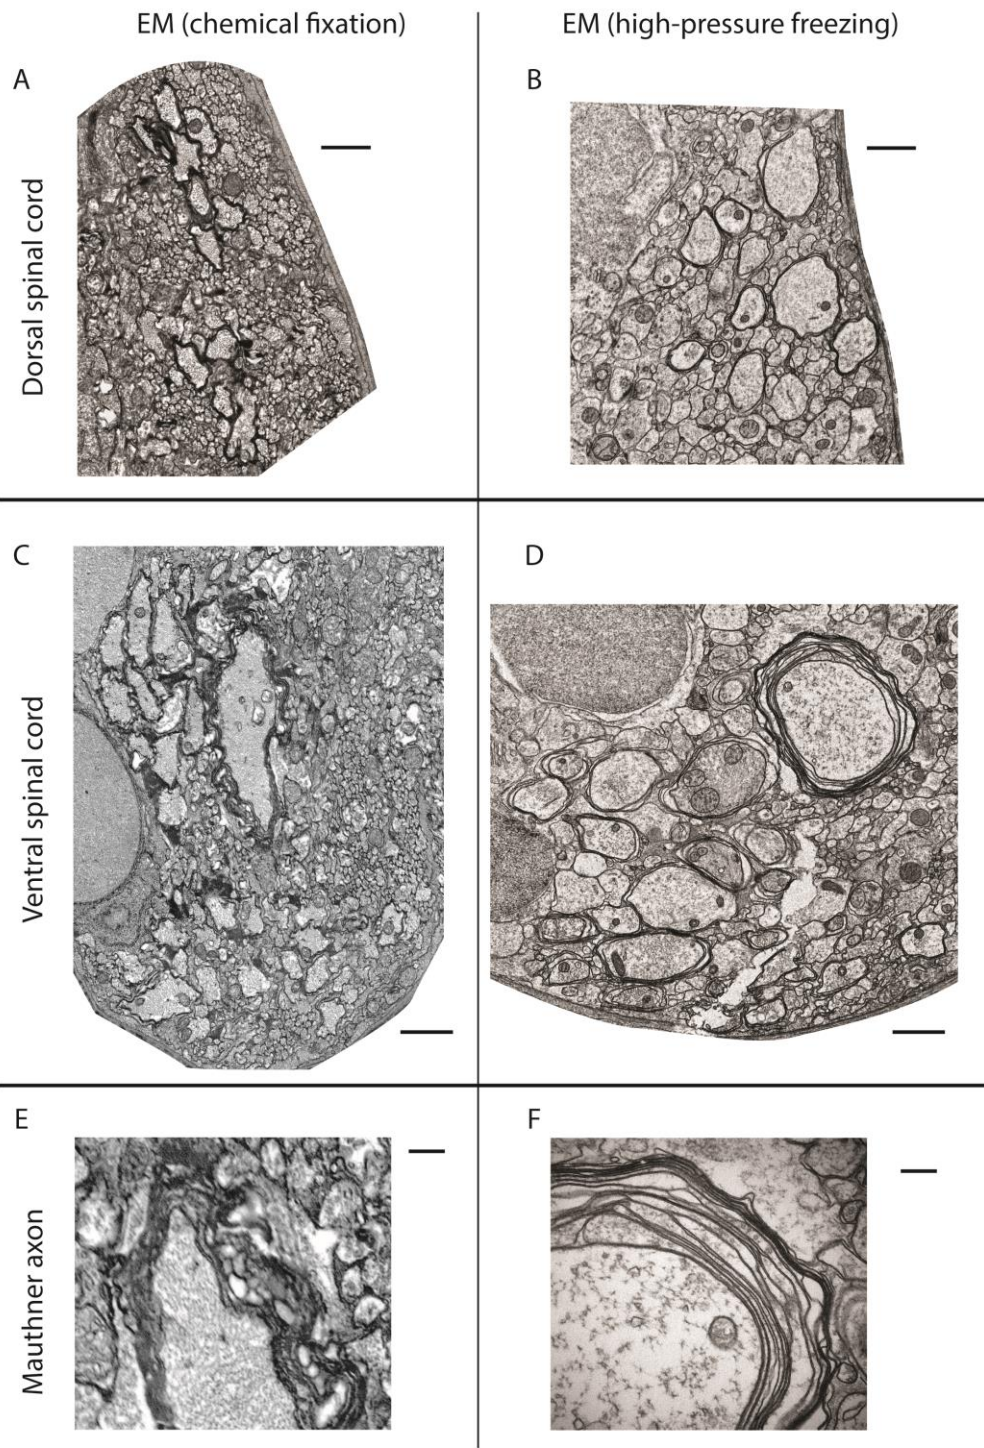 EM (chemical fixation)
EM (high-pressure freezing)
A
B
Dorsal spinal cord
C
D
Ventral spinal cord
E
F
Mauthner axon